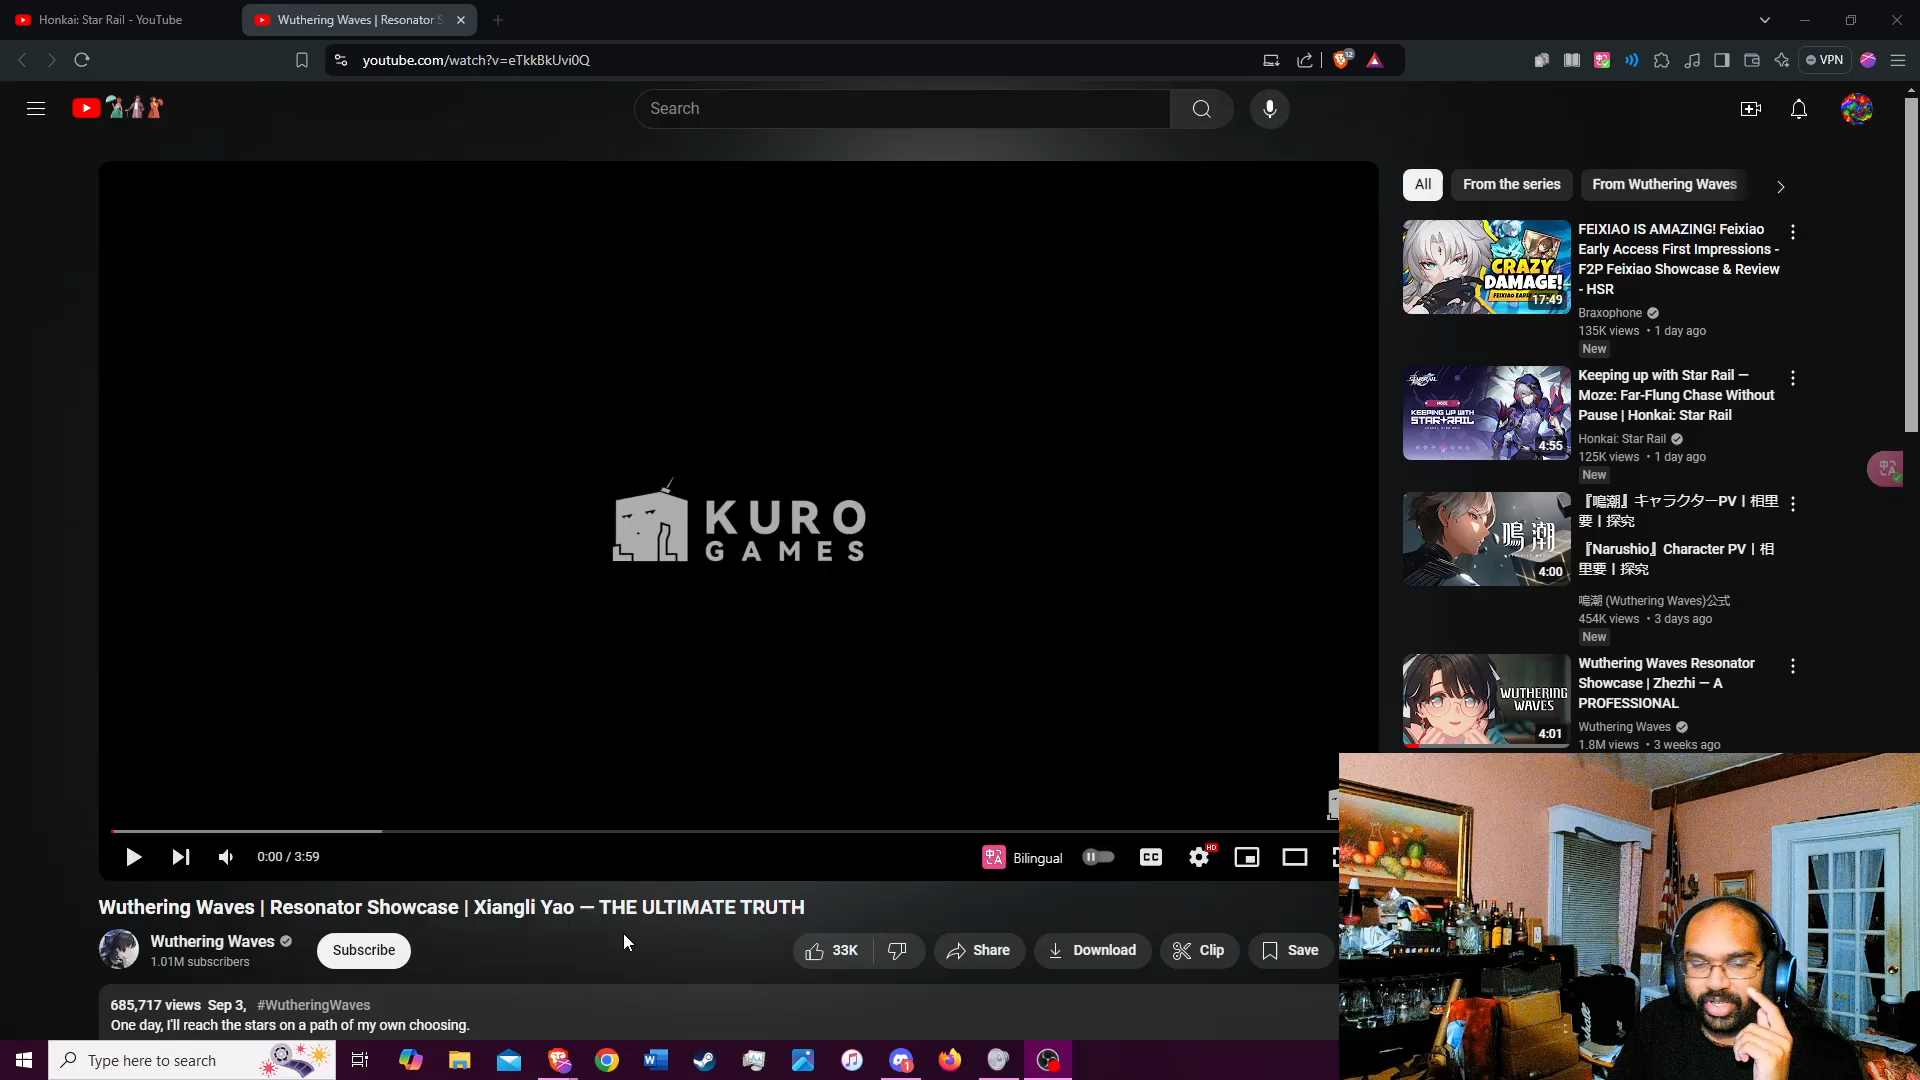 Honkai: Star Rail - YouTube
Wuthering Waves | Resonator S
youtube.com/watch?v=eTkkBkUvi0Q
12
VPN
Search
KURO
GAMES
0:00 / 3:59
Bilingual
CC
HD
Wuthering Waves | Resonator Showcase | Xiangli Yao — THE ULTIMATE TRUTH
Wuthering Waves
1.01M subscribers
Subscribe
33K
Share
Download
Clip
Save
685,717 views Sep 3, #WutheringWaves
One day, I'll reach the stars on a path of my own choosing.
All
From the series
From Wuthering Waves
CRAZY
DAMAGE!
17:49
FEIXIAO IS AMAZING! Feixiao
Early Access First Impressions -
F2P Feixiao Showcase & Review
- HSR
Braxophone
135K views • 1 day ago
New
MOZE
KEEPING UP WITH
STAR RAIL
4:55
Keeping up with Star Rail —
Moze: Far-Flung Chase Without
Pause | Honkai: Star Rail
Honkai: Star Rail
125K views • 1 day ago
New
鳴潮
4:00
『鳴潮』キャラクターPV | 相里
要 | 探究
『Narushio』Character PV | 相
里要 | 探究
鳴潮 (Wuthering Waves)公式
454K views • 3 days ago
New
WUTHERING
WAVES
4:01
Wuthering Waves Resonator
Showcase | Zhezhi — A
PROFESSIONAL
Wuthering Waves
1.8M views • 3 weeks ago
Type here to search